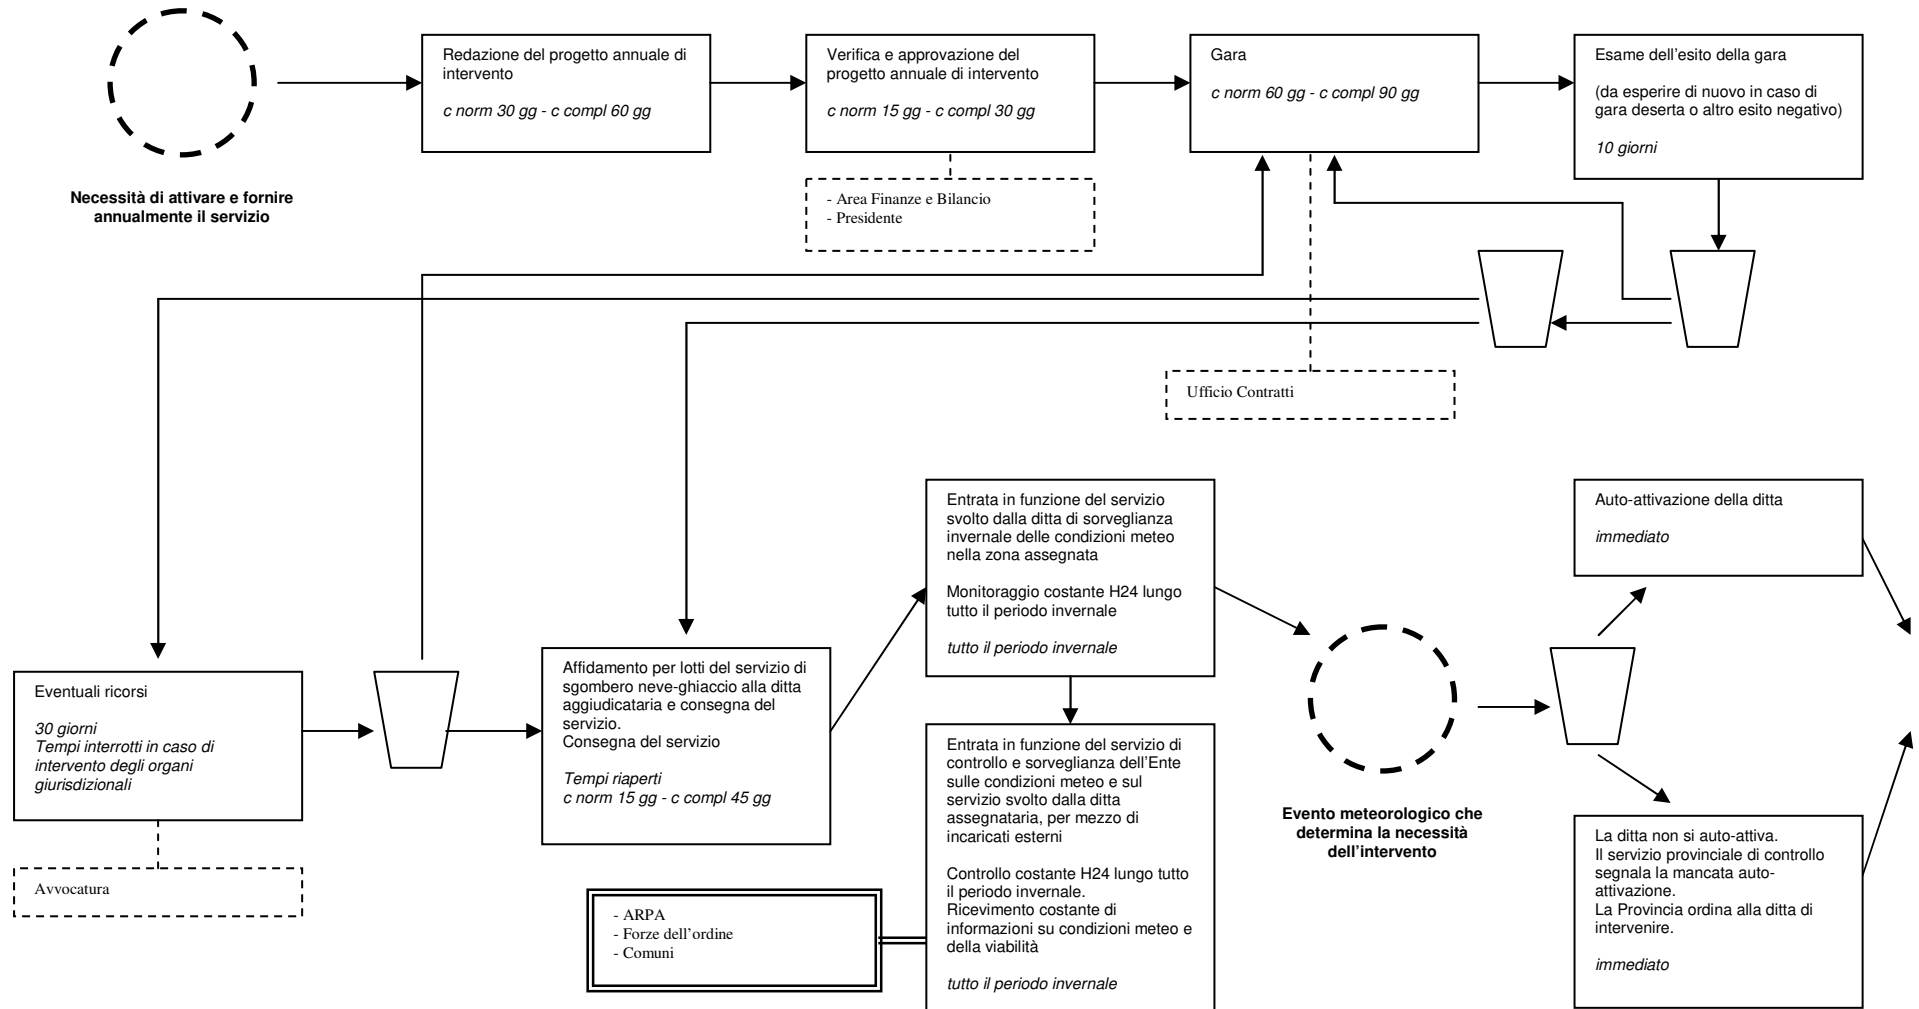 Redazione del progetto annuale di
intervento
c norm 30 gg - c compl 60 gg
Verifica e approvazione del
progetto annuale di intervento
c norm 15 gg - c compl 30 gg
Gara
c norm 60 gg - c compl 90 gg
Esame dell'esito della gara
(da esperire di nuovo in caso di
gara deserta o altro esito negativo)
10 giorni
Necessità di attivare e fornire
annualmente il servizio
- Area Finanze e Bilancio
- Presidente
Ufficio Contratti
Eventuali ricorsi
30 giorni
Tempi interrotti in caso di
intervento degli organi
giurisdizionali
Avvocatura
Affidamento per lotti del servizio di
sgombero neve-ghiaccio alla ditta
aggiudicataria e consegna del
servizio.
Consegna del servizio
Tempi riaperti
c norm 15 gg - c compl 45 gg
Entrata in funzione del servizio
svolto dalla ditta di sorveglianza
invernale delle condizioni meteo
nella zona assegnata
Monitoraggio costante H24 lungo
tutto il periodo invernale
tutto il periodo invernale
Entrata in funzione del servizio di
controllo e sorveglianza dell'Ente
sulle condizioni meteo e sul
servizio svolto dalla ditta
assegnataria, per mezzo di
incaricati esterni
Controllo costante H24 lungo tutto
il periodo invernale.
Ricevimento costante di
informazioni su condizioni meteo e
della viabilità
tutto il periodo invernale
- ARPA
- Forze dell'ordine
- Comuni
Evento meteorologico che
determina la necessità
dell'intervento
Auto-attivazione della ditta
immediato
La ditta non si auto-attiva.
Il servizio provinciale di controllo
segnala la mancata auto-
attivazione.
La Provincia ordina alla ditta di
intervenire.
immediato